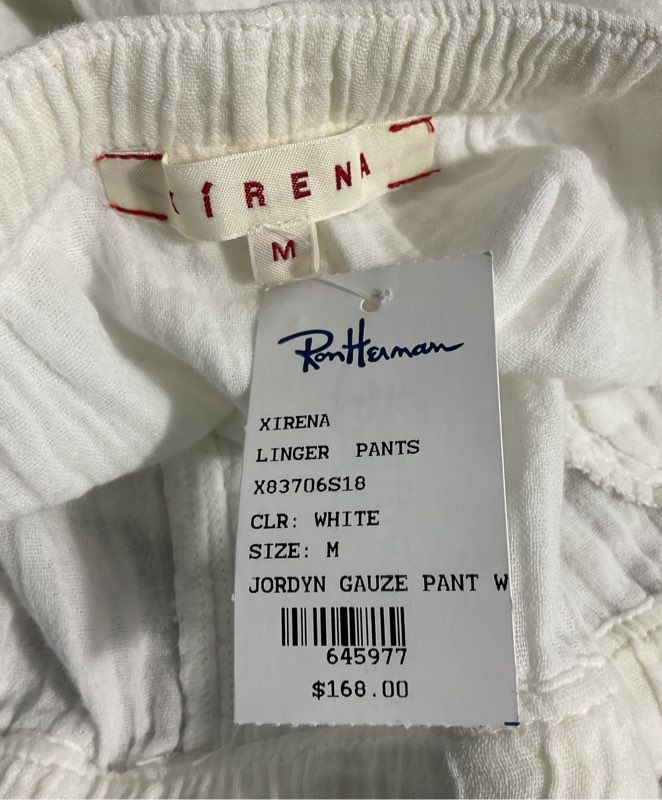 XÍRENA
M
RonHerman
XIRENA
LINGER PANTS
X83706S18
CLR: WHITE
SIZE: M
JORDYN GAUZE PANT W
645977
$168.00